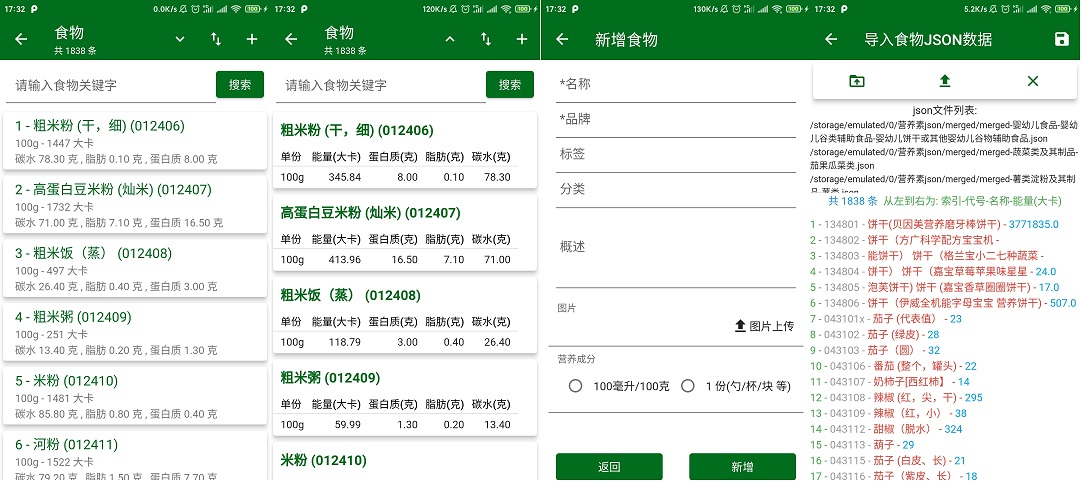 17:32 P 0.0K/s 100
食物
共 1838 条
请输入食物关键字
搜索
1 - 粗米粉 (干，细) (012406)
100g - 1447 大卡
碳水 78.30 克 , 脂肪 0.10 克 , 蛋白质 8.00 克
2 - 高蛋白豆米粉 (灿米) (012407)
100g - 1732 大卡
碳水 71.00 克 , 脂肪 7.10 克 , 蛋白质 16.50 克
3 - 粗米饭（蒸） (012408)
100g - 497 大卡
碳水 26.40 克 , 脂肪 0.40 克 , 蛋白质 3.00 克
4 - 粗米粥 (012409)
100g - 251 大卡
碳水 13.40 克 , 脂肪 0.20 克 , 蛋白质 1.30 克
5 - 米粉 (012410)
100g - 1481 大卡
碳水 85.80 克 , 脂肪 0.80 克 , 蛋白质 0.40 克
6 - 河粉 (012411)
100g - 1522 大卡
碳水 79.20 克 , 脂肪 1.50 克 , 蛋白质 7.70 克
17:32 P 120K/s 100
食物
共 1838 条
请输入食物关键字
搜索
粗米粉 (干，细) (012406)
单份 能量(大卡) 蛋白质(克) 脂肪(克) 碳水(克)
100g 345.84 8.00 0.10 78.30
高蛋白豆米粉 (灿米) (012407)
单份 能量(大卡) 蛋白质(克) 脂肪(克) 碳水(克)
100g 413.96 16.50 7.10 71.00
粗米饭（蒸） (012408)
单份 能量(大卡) 蛋白质(克) 脂肪(克) 碳水(克)
100g 118.79 3.00 0.40 26.40
粗米粥 (012409)
单份 能量(大卡) 蛋白质(克) 脂肪(克) 碳水(克)
100g 59.99 1.30 0.20 13.40
米粉 (012410)
17:32 P 130K/s 100
新增食物
*名称
*品牌
标签
分类
概述
图片
图片上传
营养成分
100毫升/100克 1 份(勺/杯/块 等)
返回 新增
17:32 P 5.2K/s 100
导入食物JSON数据
json文件列表:
/storage/emulated/0/营养素json/merged/merged-婴幼儿食品-婴幼
儿谷类辅助食品-婴幼儿饼干或其他婴幼儿谷物辅助食品.json
/storage/emulated/0/营养素json/merged/merged-蔬菜类及其制品-
茄果瓜菜类.json
/storage/emulated/0/营养素json/merged/merged-薯类淀粉及其制
品-薯类.json
共 1838 条 从左到右为: 索引-代号-名称-能量(大卡)
1 - 134801 - 饼干(贝因美营养磨牙棒饼干) - 3771835.0
2 - 134802 - 饼干（方广科学配方宝宝机 -
3 - 134803 - 能饼干） 饼干（格兰宝小二七种蔬菜 -
4 - 134804 - 饼干） 饼干（嘉宝草莓苹果味星星 - 24.0
5 - 134805 - 泡芙饼干) 饼干 (嘉宝香草圈圈饼干) - 17.0
6 - 134806 - 饼干（伊威全机能字母宝宝 营养饼干) - 507.0
7 - 043101x - 茄子 (代表值） - 23
8 - 043102 - 茄子 (绿皮) - 28
9 - 043103 - 茄子（圆） - 32
10 - 043106 - 番茄 (整个，罐头) - 22
11 - 043107 - 奶柿子[西红柿】 - 14
12 - 043108 - 辣椒 (红，尖，干) - 295
13 - 043109 - 辣椒（红，小） - 38
14 - 043112 - 甜椒（脱水） - 324
15 - 043113 - 葫子 - 29
16 - 043115 - 茄子 (白皮、长) - 21
17 - 043116 - 茄子（紫皮、长） - 18